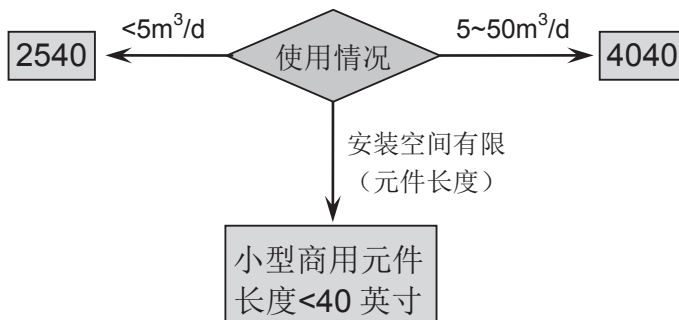 <5m³/d
5~50m³/d
2540
使用情况
4040
安装空间有限
（元件长度）
小型商用元件
长度<40 英寸